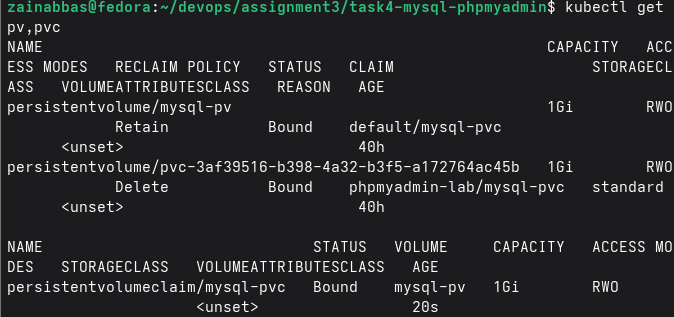 zainabbas@fedora:~/devops/assignment3/task4-mysql-phpmyadmin$ kubectl get
pv,pvc
NAME CAPACITY ACC
ESS MODES RECLAIM POLICY STATUS CLAIM STORAGECL
ASS VOLUMEATTRIBUTESCLASS REASON AGE
persistentvolume/mysql-pv 1Gi RWO
Retain Bound default/mysql-pvc
<unset> 40h
persistentvolume/pvc-3af39516-b398-4a32-b3f5-a172764ac45b 1Gi RWO
Delete Bound phpmyadmin-lab/mysql-pvc standard
<unset> 40h
NAME STATUS VOLUME CAPACITY ACCESS MO
DES STORAGECLASS VOLUMEATTRIBUTESCLASS AGE
persistentvolumeclaim/mysql-pvc Bound mysql-pv 1Gi RWO
<unset> 20s